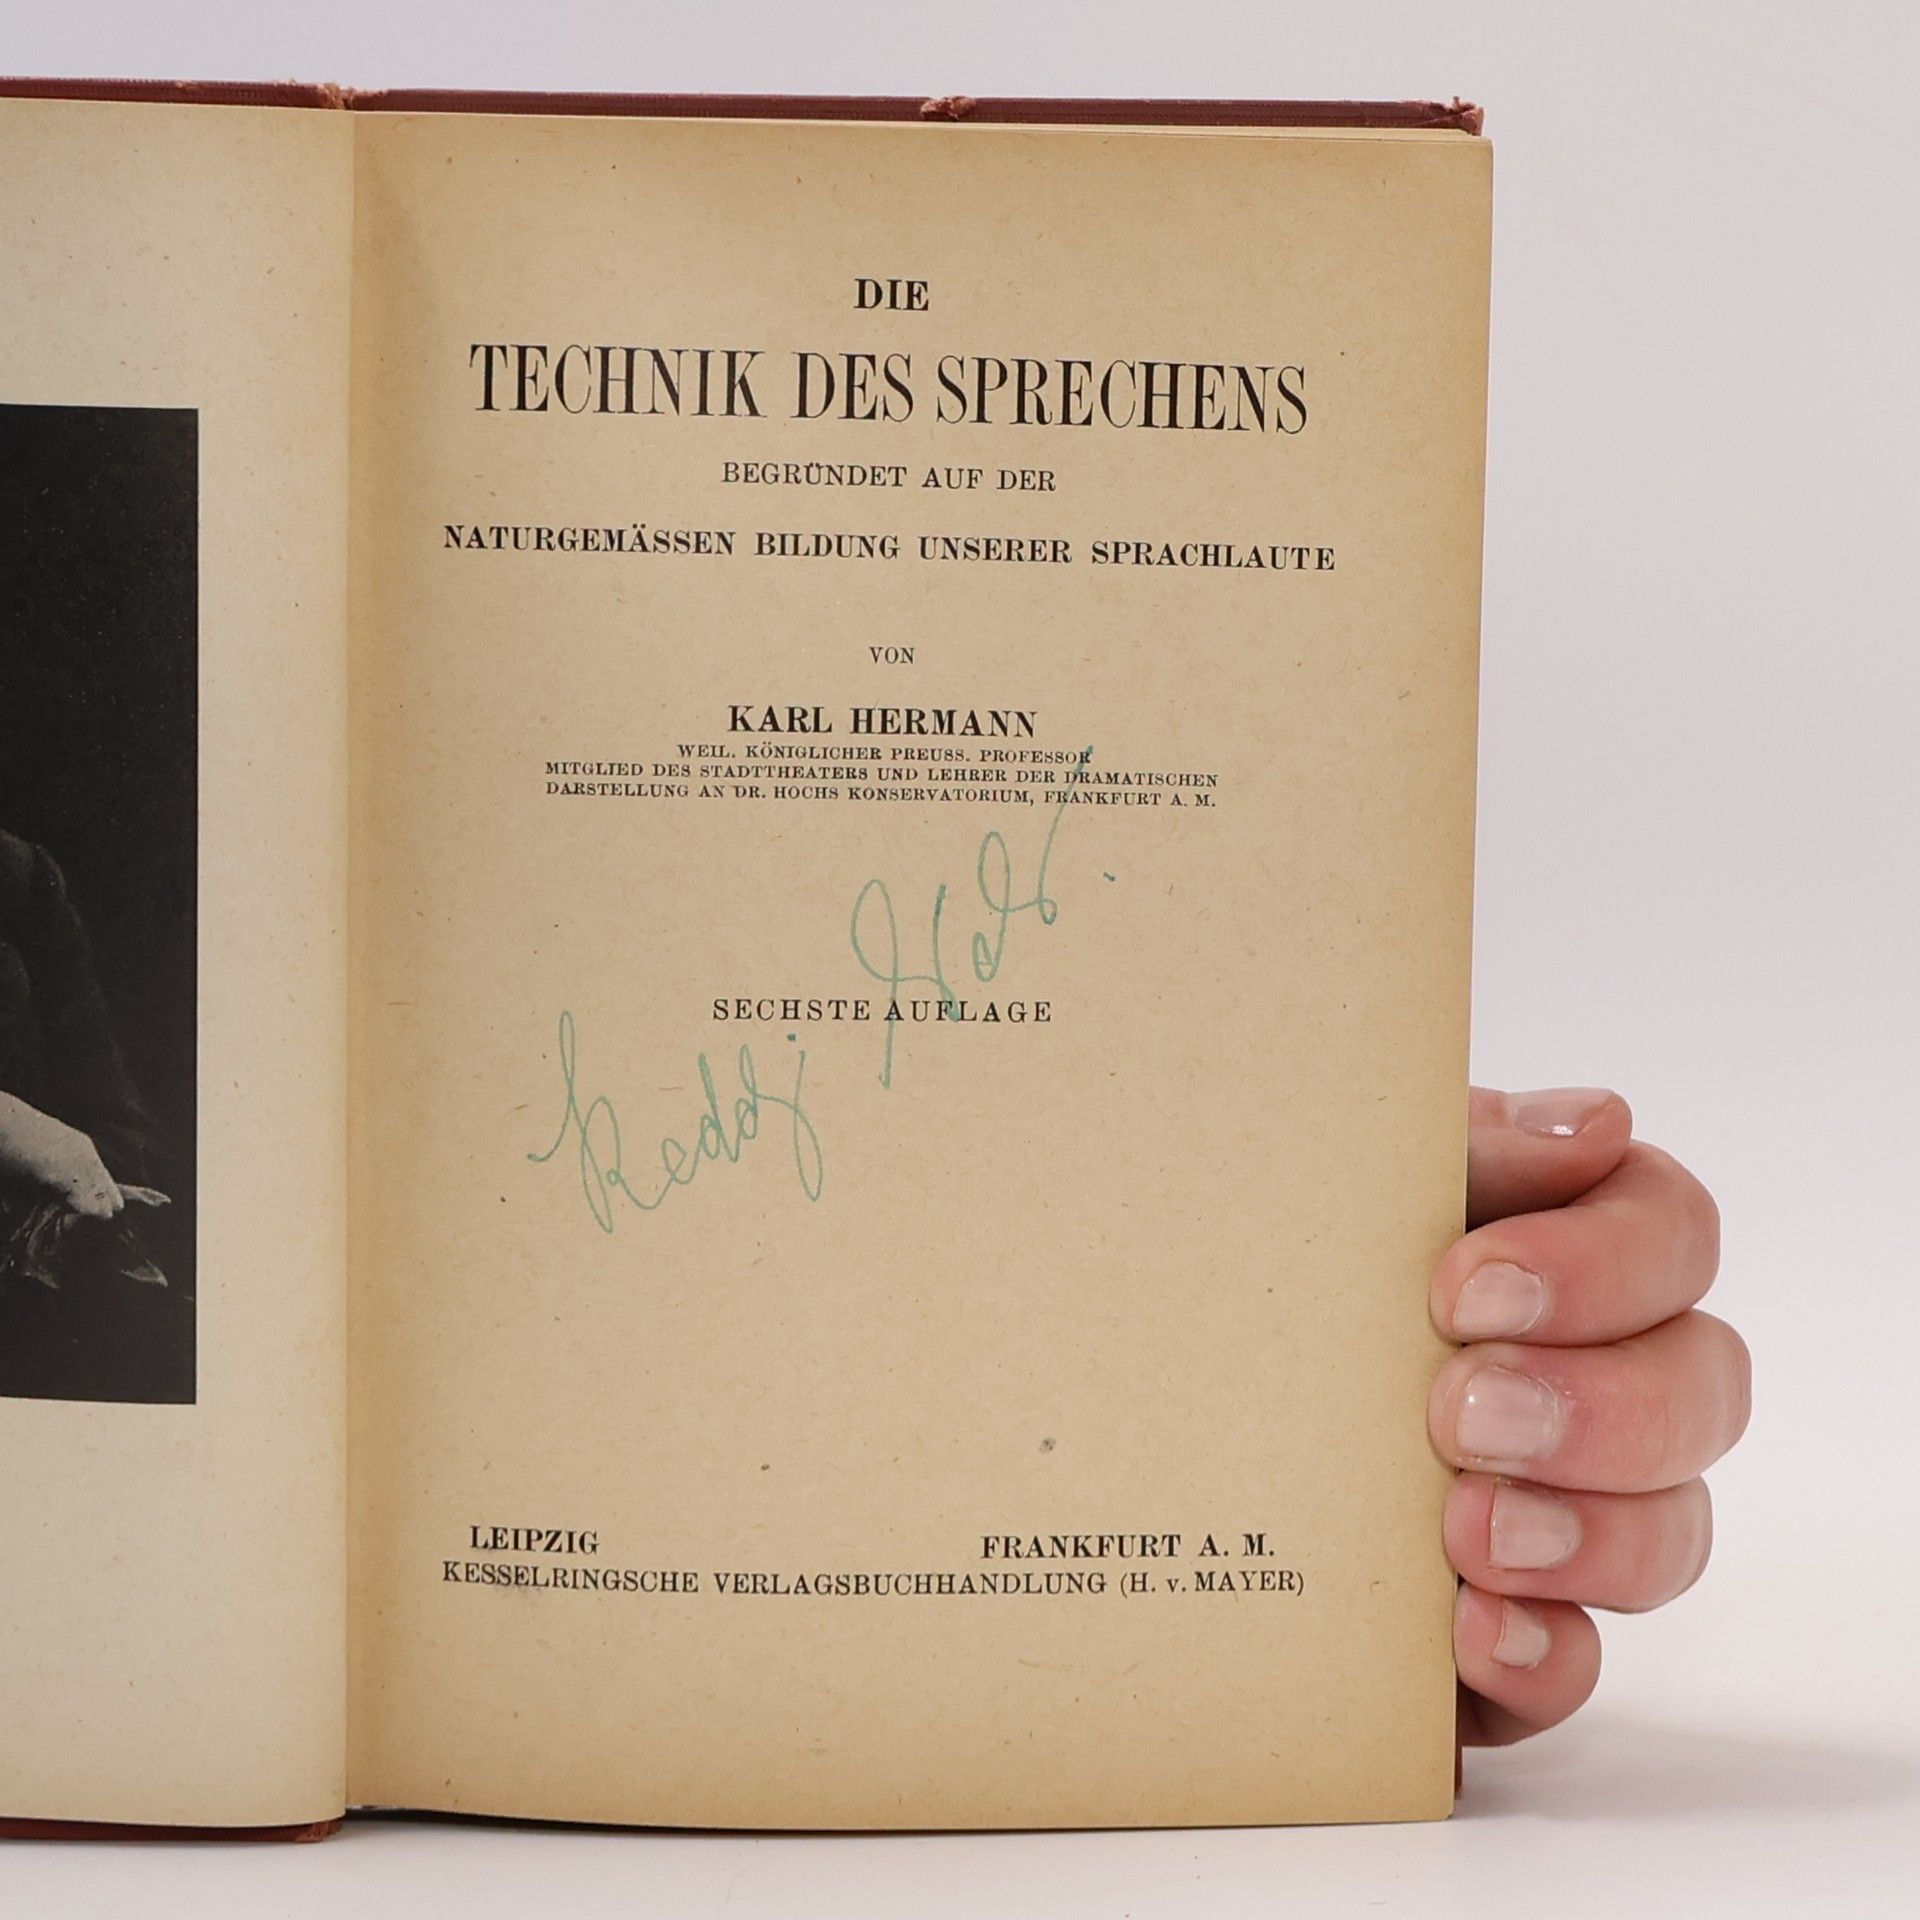 DIE
TECHNIK DES SPRECHENS
BEGRÜNDET AUF DER
NATURGEMÄSSEN BILDUNG UNSERER SPRACHLAUTE
VON
KARL HERMANN
WEIL. KÖNIGLICHER PREUSS. PROFESSOR
MITGLIED DES STADTTHEATERS UND LEHRER DER DRAMATISCHEN
DARSTELLUNG AN DR. HOCHS KONSERVATORIUM, FRANKFURT A. M.
SECHSTE AUFLAGE
LEIPZIG FRANKFURT A. M.
KESSELRINGSCHE VERLAGSBUCHHANDLUNG (H. v. MAYER)